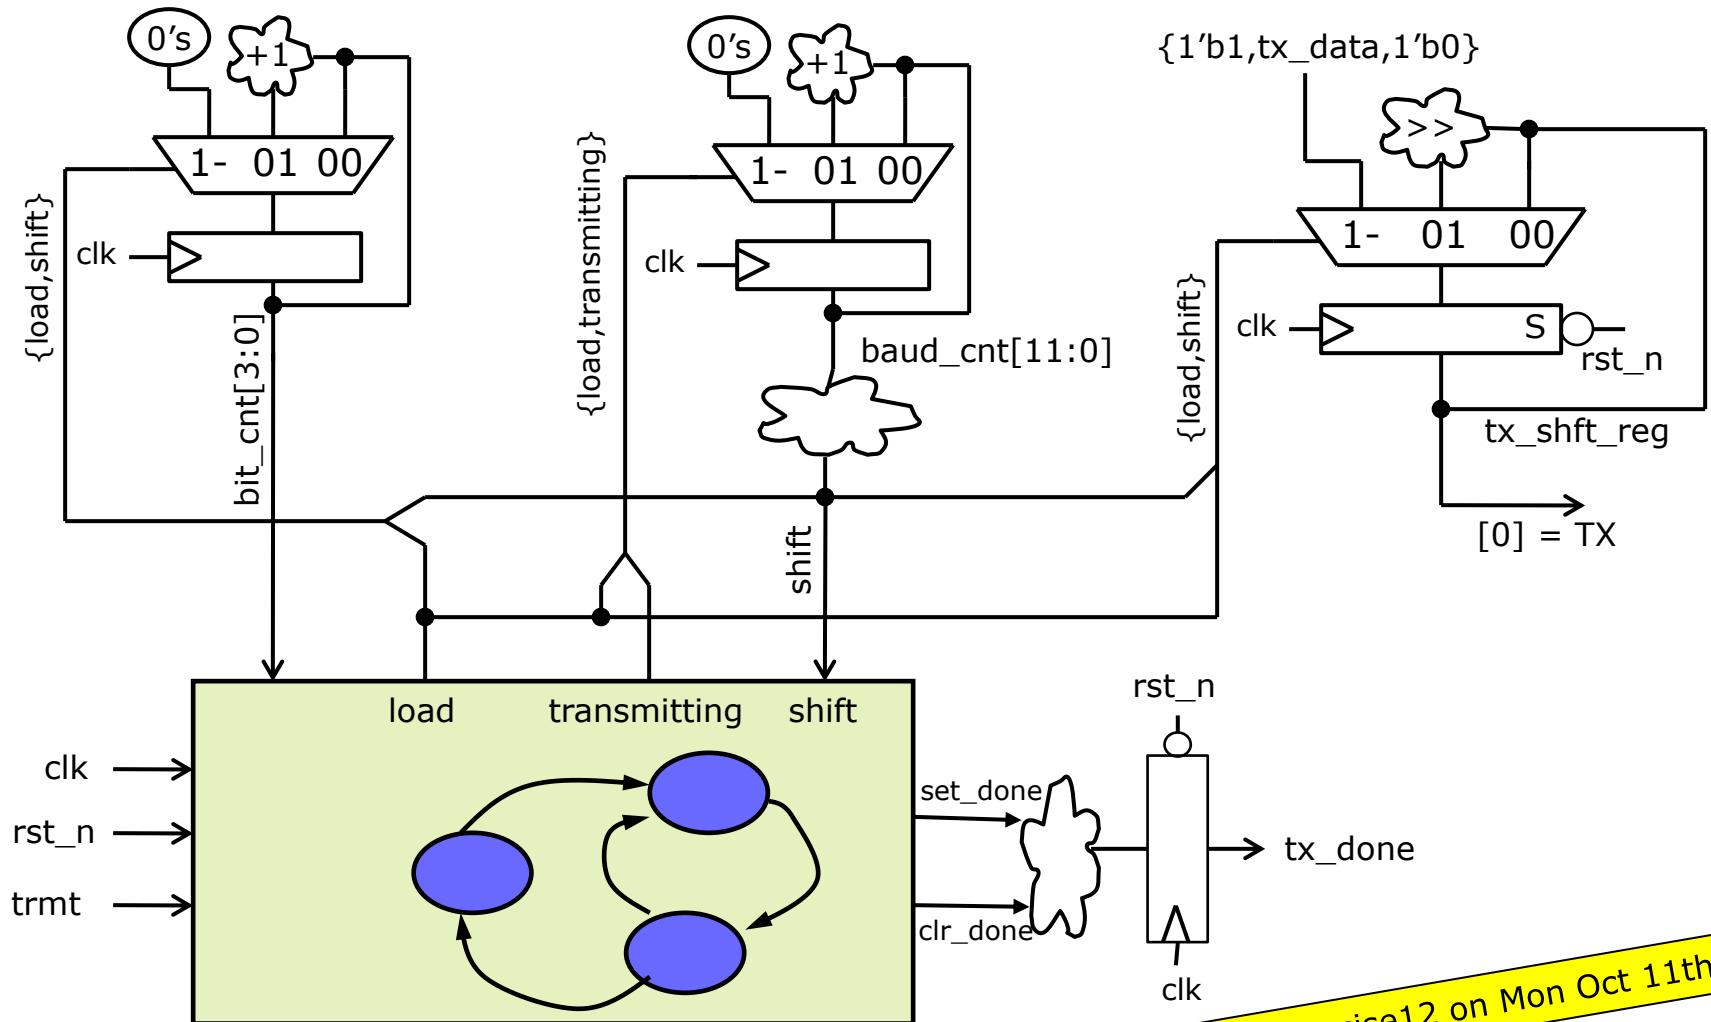 0’s
+1
1- 01 00
{load,shift}
clk
bit_cnt[3:0]
0’s
+1
1- 01 00
{load,transmitting}
clk
baud_cnt[11:0]
shift
{1’b1,tx_data,1’b0}
>>
1- 01 00
{load,shift}
clk
S
rst_n
tx_shft_reg
[0] = TX
load transmitting shift
clk
rst_n
trmt
set_done
clr_done
rst_n
tx_done
clk
on Mon Oct 11th